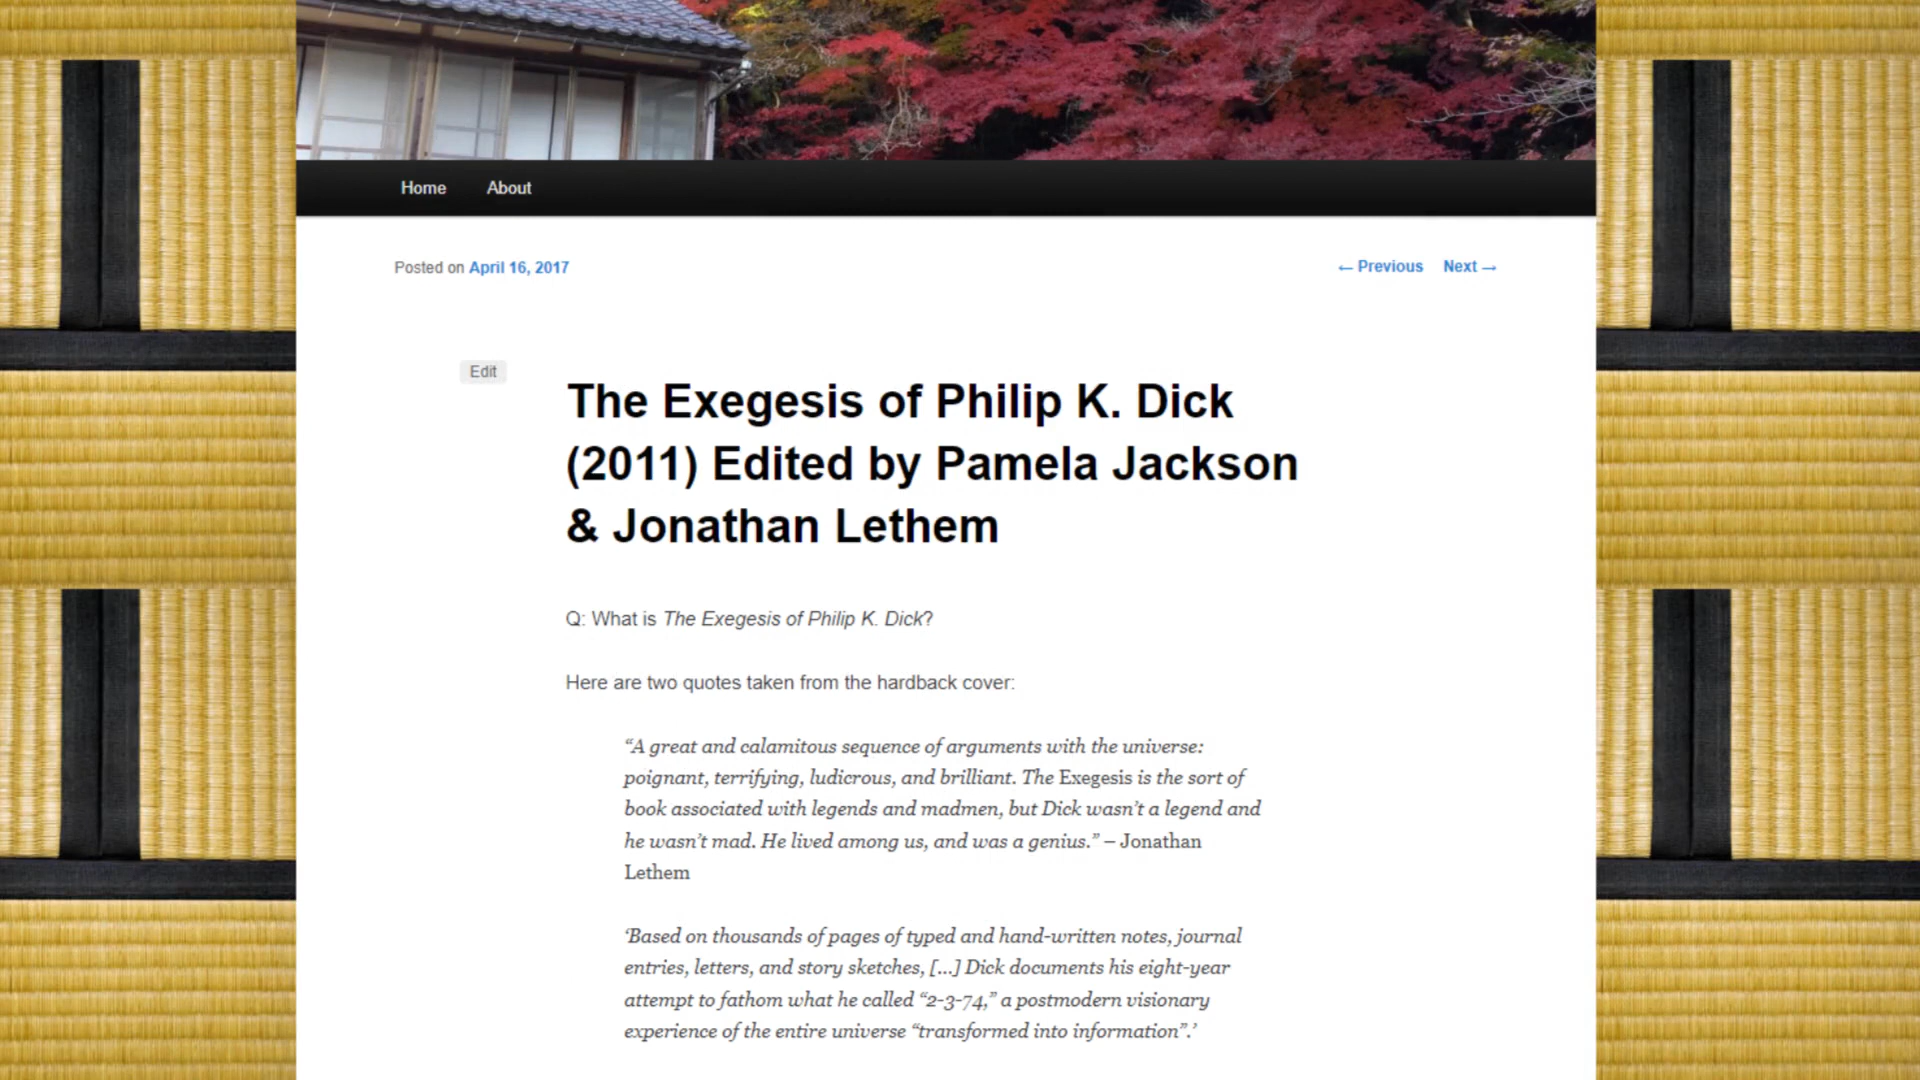 Home About
Posted on April 16, 2017
← Previous Next →
Edit
The Exegesis of Philip K. Dick
(2011) Edited by Pamela Jackson
& Jonathan Lethem
Q: What is The Exegesis of Philip K. Dick?
Here are two quotes taken from the hardback cover:
“A great and calamitous sequence of arguments with the universe:
poignant, terrifying, ludicrous, and brilliant. The Exegesis is the sort of
book associated with legends and madmen, but Dick wasn’t a legend and
he wasn’t mad. He lived among us, and was a genius.” – Jonathan
Lethem
‘Based on thousands of pages of typed and hand-written notes, journal
entries, letters, and story sketches, […] Dick documents his eight-year
attempt to fathom what he called “2-3-74,” a postmodern visionary
experience of the entire universe “transformed into information”.’